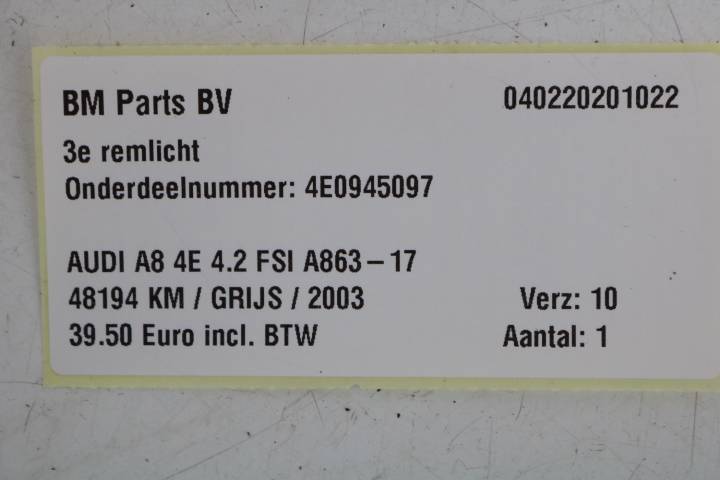 BM Parts BV 040220201022
3e remlicht
Onderdeelnummer: 4E0945097
AUDI A8 4E 4.2 FSI A863-17
48194 KM / GRIJS / 2003 Verz: 10
39.50 Euro incl. BTW Aantal: 1